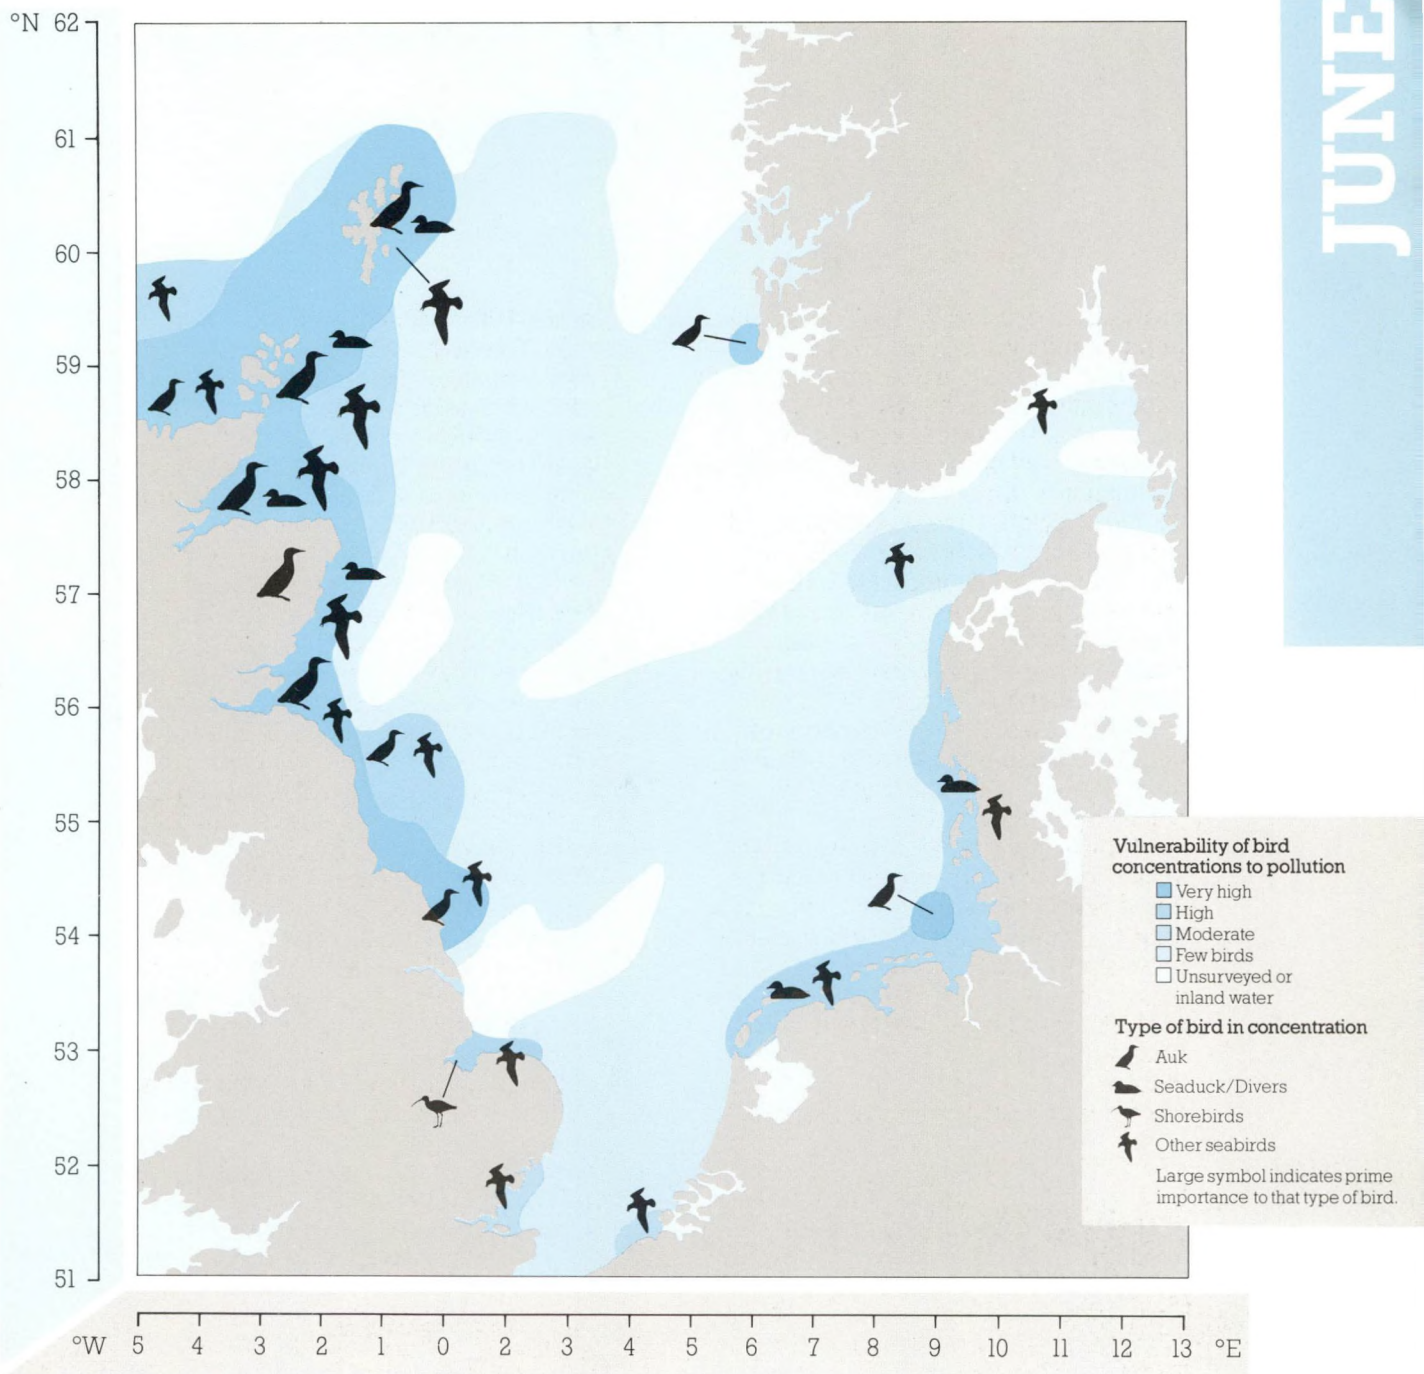 JUNE
°N 62
61
60
59
58
57
56
55
54
53
52
51
°W 5 4 3 2 1 0 2 3 4 5 6 7 8 9 10 11 12 13 °E
Vulnerability of bird
concentrations to pollution
Very high
High
Moderate
Few birds
Unsurveyed or
inland water
Type of bird in concentration
Auk
Seaduck/Divers
Shorebirds
Other seabirds
Large symbol indicates prime
importance to that type of bird.